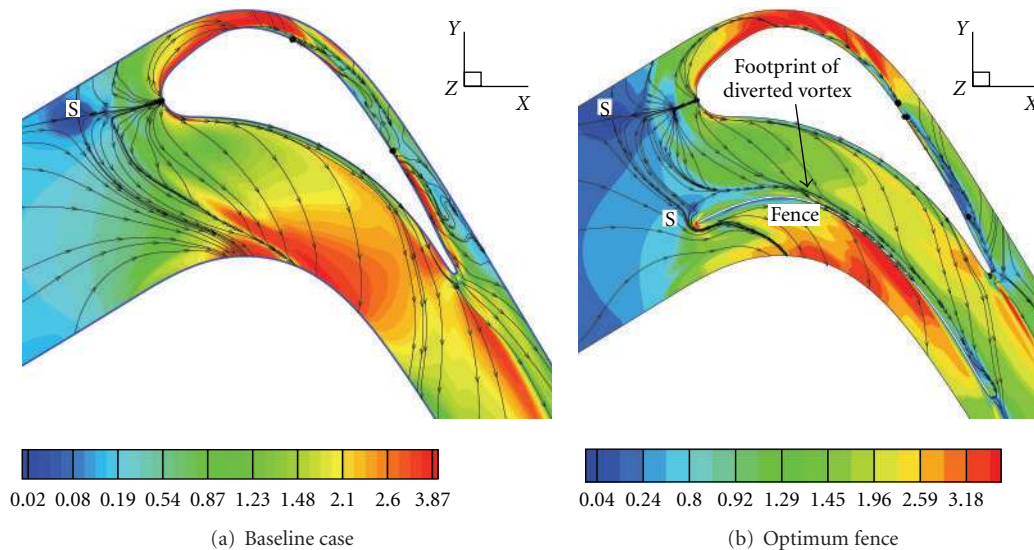 Y
Z
X
S
0.02 0.08 0.19 0.54 0.87 1.23 1.48 2.1 2.6 3.87
(a) Baseline case
Y
Z
X
Footprint of
diverted vortex
S
S
Fence
0.04 0.24 0.8 0.92 1.29 1.45 1.96 2.59 3.18
(b) Optimum fence